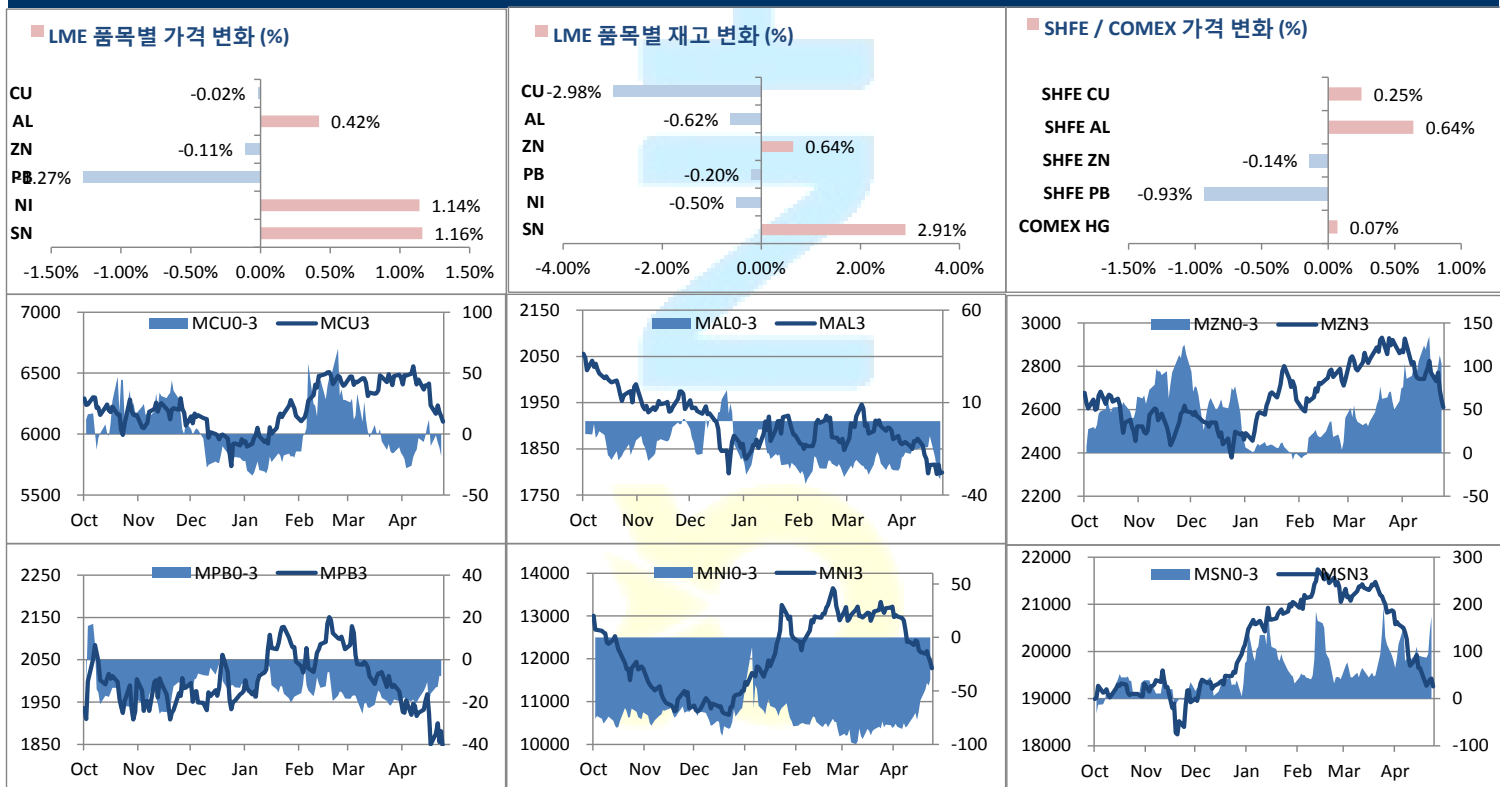 LME 품목별 가격 변화 (%)
CU -0.02%
AL 0.42%
ZN -0.11%
PB -1.27%
NI 1.14%
SN 1.16%
-1.50% -1.00% -0.50% 0.00% 0.50% 1.00% 1.50%
LME 품목별 재고 변화 (%)
CU -2.98%
AL -0.62%
ZN 0.64%
PB -0.20%
NI -0.50%
SN 2.91%
-4.00% -2.00% 0.00% 2.00% 4.00%
SHFE / COMEX 가격 변화 (%)
SHFE CU 0.25%
SHFE AL 0.64%
SHFE ZN -0.14%
SHFE PB -0.93%
COMEX HG 0.07%
-1.50% -1.00% -0.50% 0.00% 0.50% 1.00%
MCU0-3 MCU3
7000 100
6500 50
6000 0
5500 -50
Oct Nov Dec Jan Feb Mar Apr
MAL0-3 MAL3
2150 60
2050
1950 10
1850
1750 -40
Oct Nov Dec Jan Feb Mar Apr
MZN0-3 MZN3
3000 150
2800 100
2600 50
2400 0
2200 -50
Oct Nov Dec Jan Feb Mar Apr
MPB0-3 MPB3
2250 40
2150 20
2050 0
1950 -20
1850 -40
Oct Nov Dec Jan Feb Mar Apr
MNI0-3 MNI3
14000 50
13000 0
12000
11000 -50
10000 -100
Oct Nov Dec Jan Feb Mar Apr
MSN0-3 MSN3
22000 300
21000 200
20000 100
19000 0
18000 -100
Oct Nov Dec Jan Feb Mar Apr